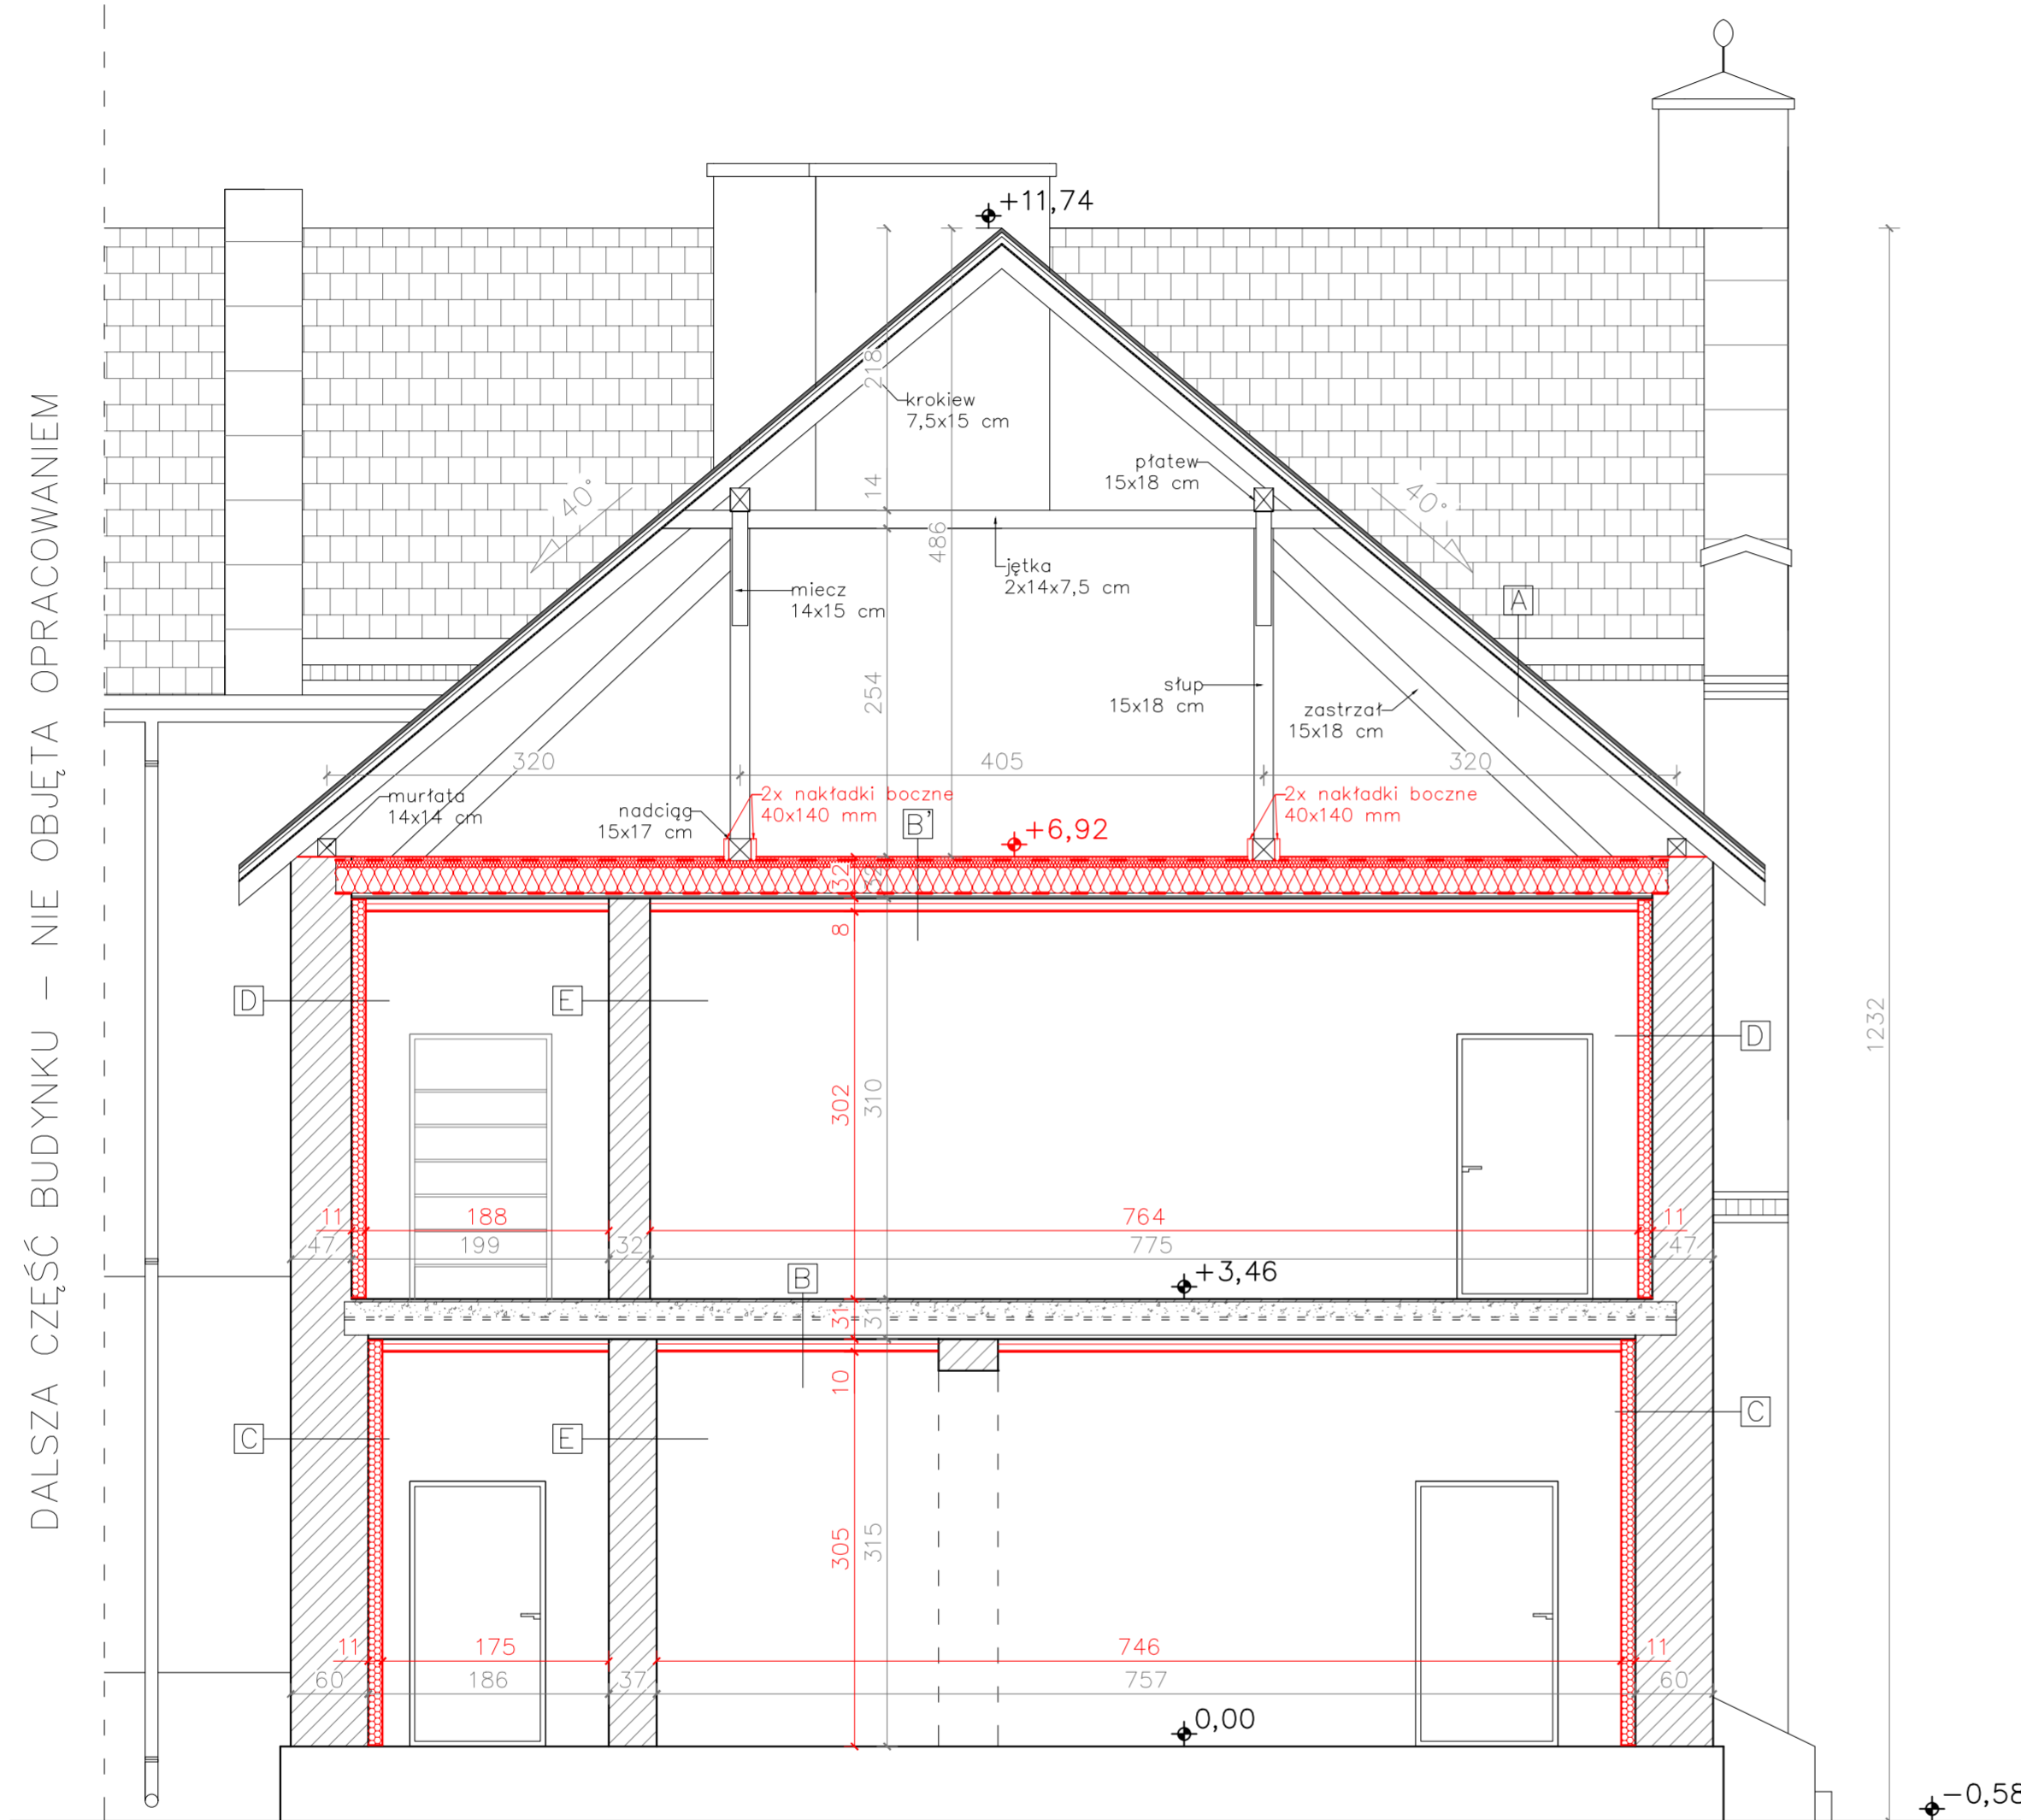 DALSZA CZĘŚĆ BUDYNKU – NIE OBJĘTA OPRACOWANIEM
+11,74
218
krokiew
7,5x15 cm
płatew
15x18 cm
40°
40°
14
486
jętka
2x14x7,5 cm
miecz
14x15 cm
A
254
słup
15x18 cm
zastrzał
15x18 cm
320
405
320
murłata
14x14 cm
nadciąg
15x17 cm
2x nakładki boczne
40x140 mm
2x nakładki boczne
40x140 mm
B'
+6,92
32
32
8
D
E
D
1232
302
310
11
188
764
11
47
199
32
775
47
B
+3,46
31
31
10
C
E
C
305
315
11
175
746
11
60
186
37
757
60
0,00
−0,58